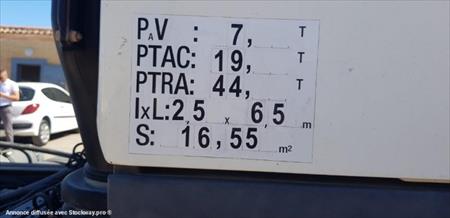 PAV : 7, T
PTAC: 19, T
PTRA: 44, T
IxL: 2,5 x 6,5 m
S: 16,55 m²
Annonce diffusée avec Stockway.pro ®